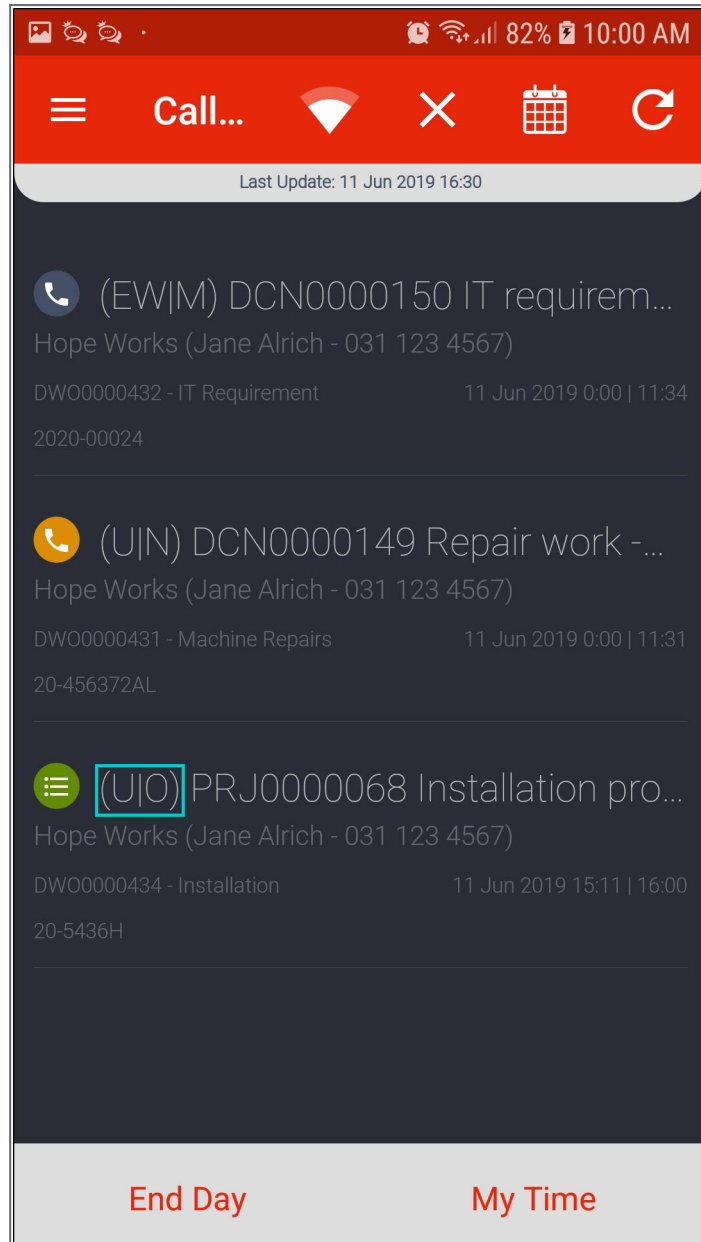 82% 10:00 AM
Call...
Last Update: 11 Jun 2019 16:30
(EW|M) DCN0000150 IT requirem...
Hope Works (Jane Alrich - 031 123 4567)
DWO0000432 - IT Requirement 11 Jun 2019 0:00 | 11:34
2020-00024
(U|N) DCN0000149 Repair work -...
Hope Works (Jane Alrich - 031 123 4567)
DWO0000431 - Machine Repairs 11 Jun 2019 0:00 | 11:31
20-456372AL
(U|O) PRJ0000068 Installation pro...
Hope Works (Jane Alrich - 031 123 4567)
DWO0000434 - Installation 11 Jun 2019 15:11 | 16:00
20-5436H
End Day My Time